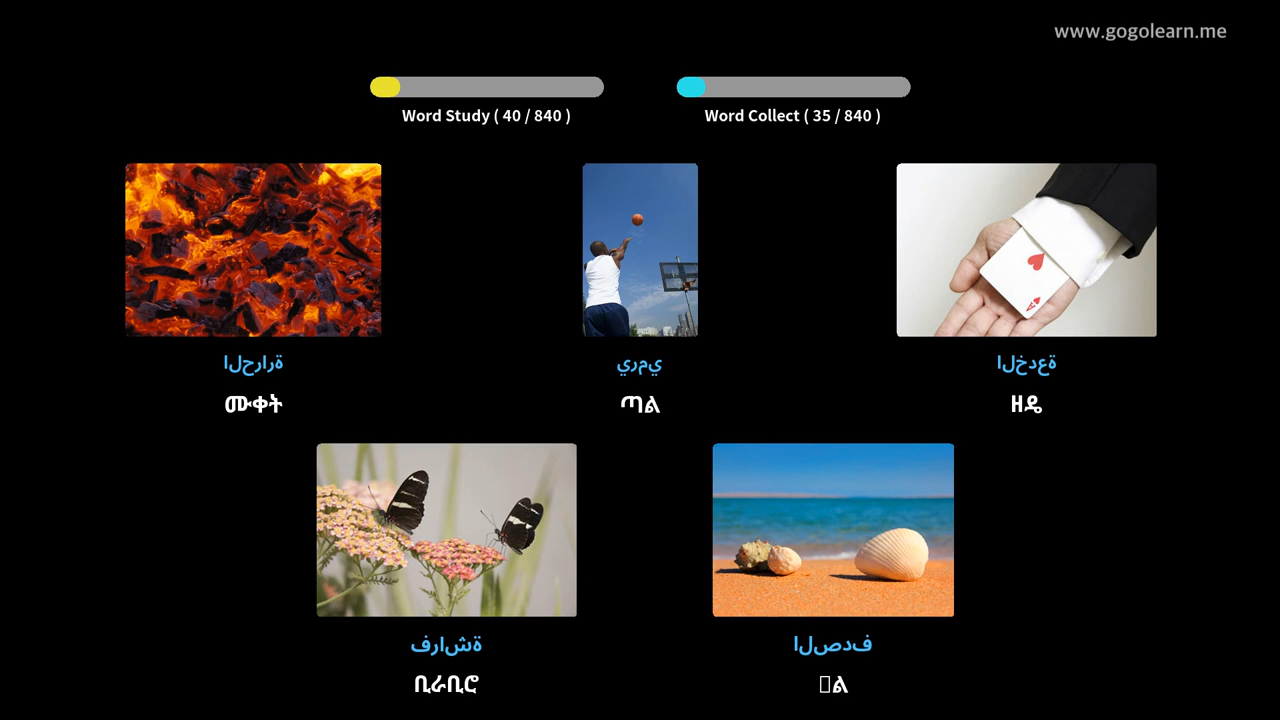 www.gogolearn.me
Word Study ( 40 / 840 )
Word Collect ( 35 / 840 )
الحرارة
ሙቀት
يرمي
ጣል
الخدعة
ዘዴ
فراشة
ቢራቢሮ
الصدف
▯ል